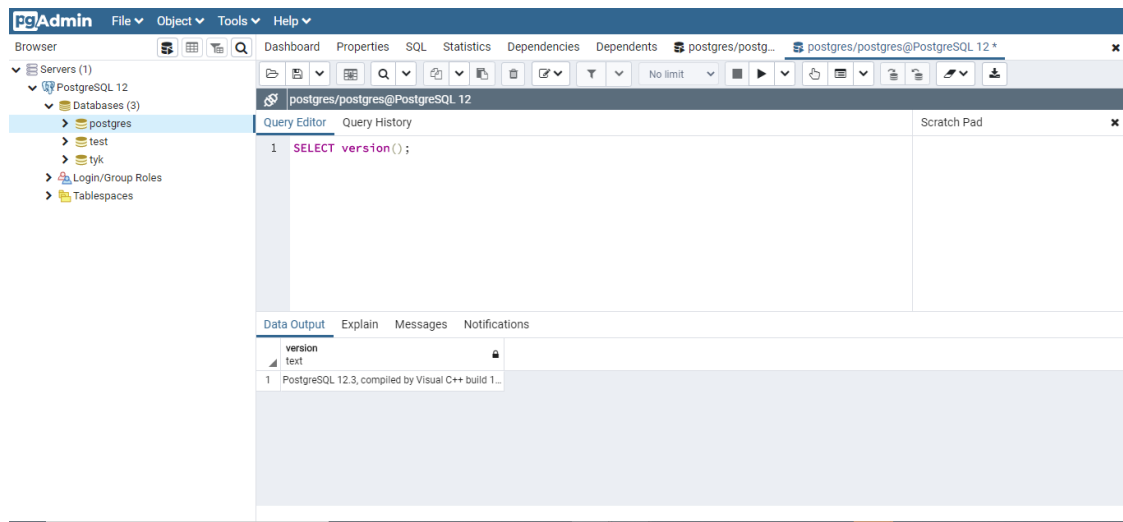 pgAdmin File Object Tools Help
Browser
Dashboard Properties SQL Statistics Dependencies Dependents postgres/postg... postgres/postgres@PostgreSQL 12 *
Servers (1)
PostgreSQL 12
Databases (3)
postgres
test
tyk
Login/Group Roles
Tablespaces
No limit
postgres/postgres@PostgreSQL 12
Query Editor Query History Scratch Pad
1 SELECT version();
Data Output Explain Messages Notifications
version
text
1 PostgreSQL 12.3, compiled by Visual C++ build 1...